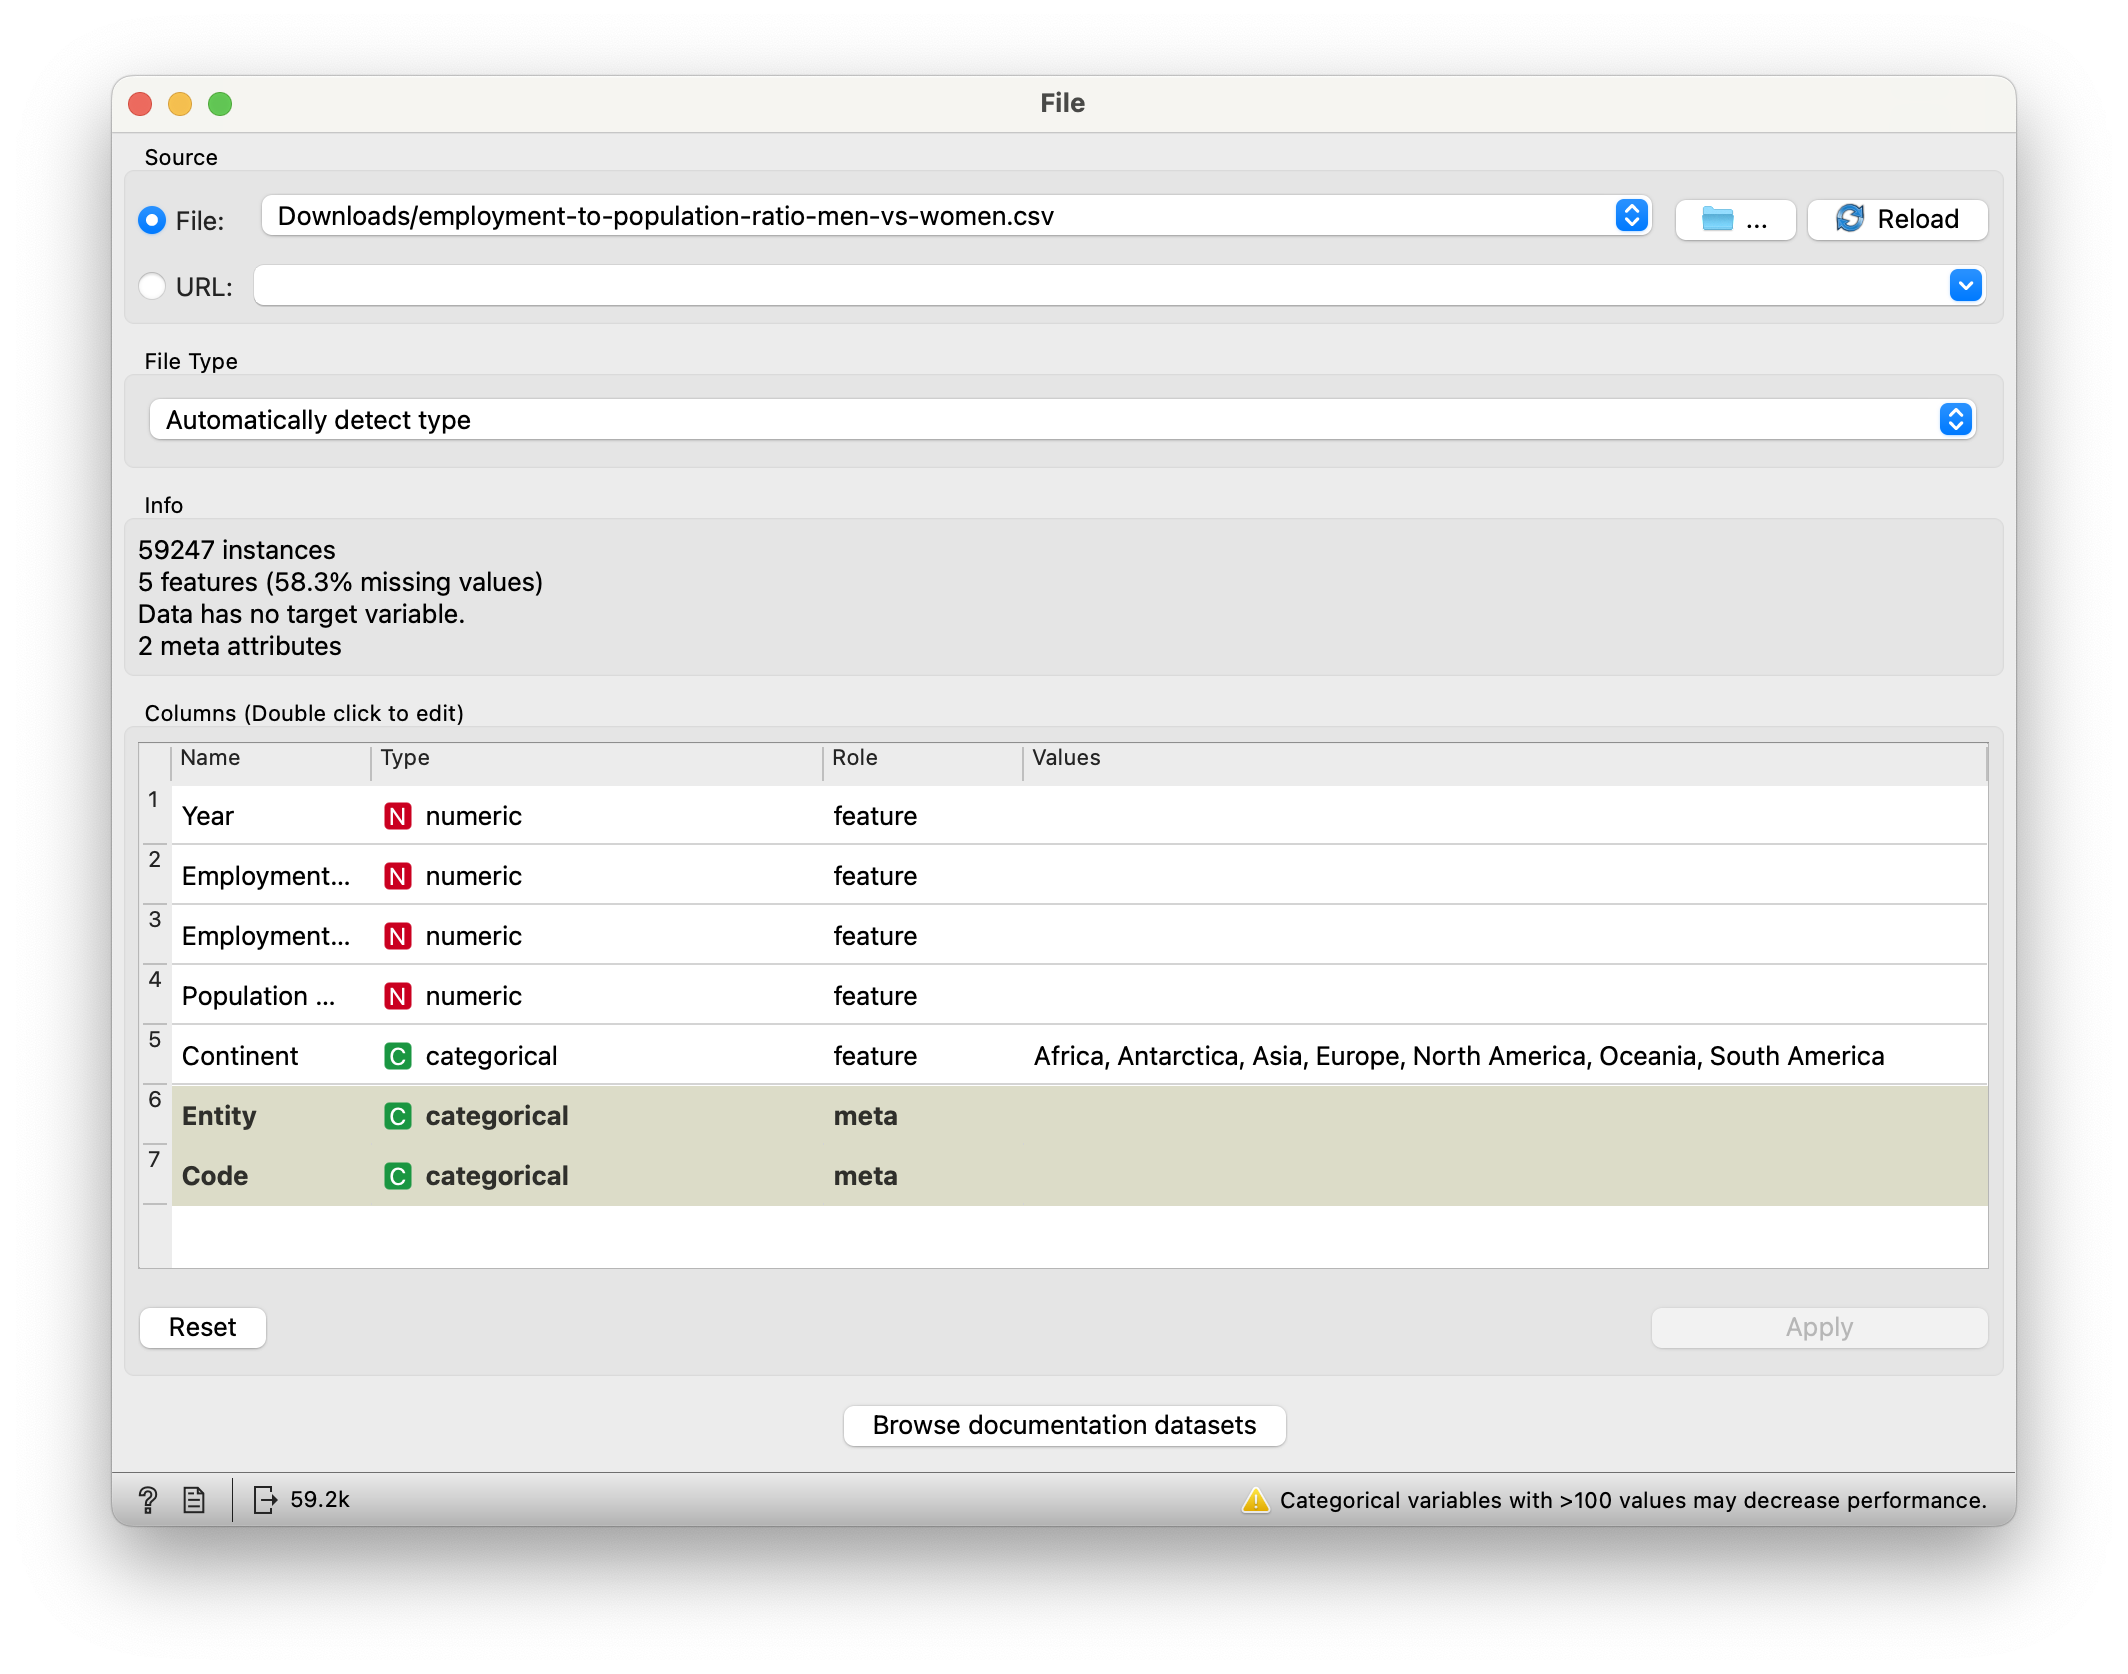 File
Source
File: Downloads/employment-to-population-ratio-men-vs-women.csv ... Reload
URL:
File Type
Automatically detect type
Info
59247 instances
5 features (58.3% missing values)
Data has no target variable.
2 meta attributes
Columns (Double click to edit)
Name Type Role Values
1 Year N numeric feature
2 Employment... N numeric feature
3 Employment... N numeric feature
4 Population ... N numeric feature
5 Continent C categorical feature Africa, Antarctica, Asia, Europe, North America, Oceania, South America
6 Entity C categorical meta
7 Code C categorical meta
Reset Apply
Browse documentation datasets
? 59.2k Categorical variables with >100 values may decrease performance.